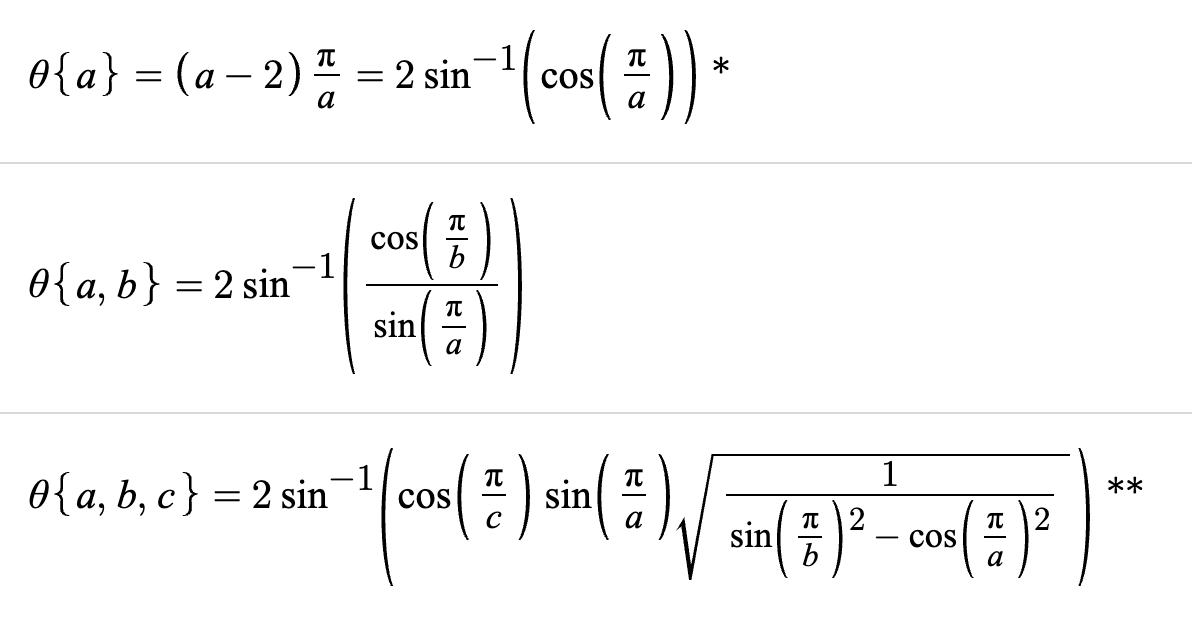 θ{a} = (a − 2) π/a = 2 sin⁻¹(cos(π/a)) *
θ{a, b} = 2 sin⁻¹(cos(π/b) / sin(π/a))
θ{a, b, c} = 2 sin⁻¹(cos(π/c) sin(π/a) √(1 / (sin(π/b)² − cos(π/a)²))) **